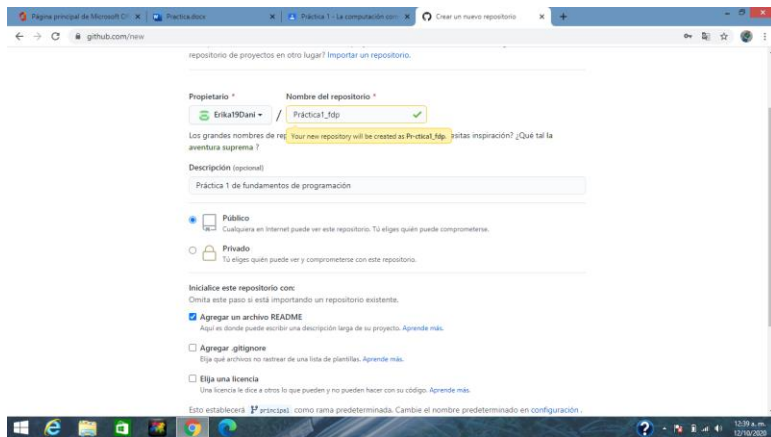 Página principal de Microsoft Of
Practica.docx
Práctica 1 - La computación com
Crear un nuevo repositorio
github.com/new
repositorio de proyectos en otro lugar? Importar un repositorio.
Propietario * Nombre del repositorio *
Erika19Dani / Práctica1_fdp
Los grandes nombres de rep
Your new repository will be created as Pr-ctica1_fdp.
esitas inspiración? ¿Qué tal la
aventura suprema ?
Descripción (opcional)
Práctica 1 de fundamentos de programación
Público
Cualquiera en Internet puede ver este repositorio. Tú eliges quién puede comprometerse.
Privado
Tú eliges quién puede ver y comprometerse con este repositorio.
Inicialice este repositorio con:
Omita este paso si está importando un repositorio existente.
Agregar un archivo README
Aquí es donde puede escribir una descripción larga de su proyecto. Aprende más.
Agregar .gitignore
Elija qué archivos no rastrear de una lista de plantillas. Aprende más.
Elija una licencia
Una licencia le dice a otros lo que pueden y no pueden hacer con su código. Aprende más.
Esto establecerá principal como rama predeterminada. Cambie el nombre predeterminado en configuración .
12:39 a. m.
12/10/2020